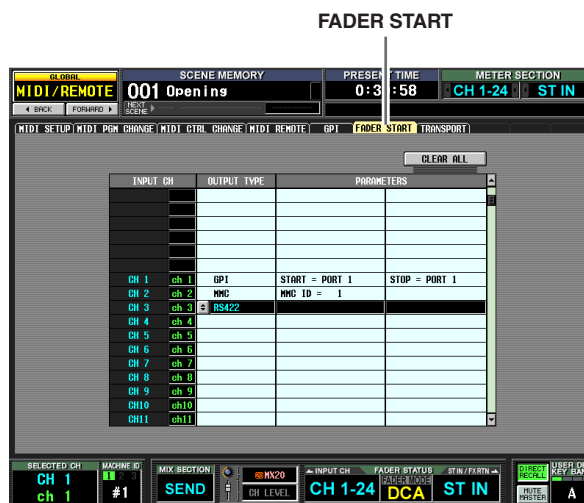 FADER START
GLOBAL
MIDI/REMOTE
BACK FORWARD
SCENE MEMORY
001 Opening
NEXT SCENE
PRESENT TIME
METER SECTION
CH 1-24 ST IN
MIDI SETUP MIDI PGM CHANGE MIDI CTRL CHANGE MIDI REMOTE GPI FADER START TRANSPORT
CLEAR ALL
INPUT CH OUTPUT TYPE PARAMETERS
CH 1 ch 1 GPI START = PORT 1 STOP = PORT 1
CH 2 ch 2 MMC MMC ID = 1
CH 3 ch 3 RS422
CH 4 ch 4
CH 5 ch 5
CH 6 ch 6
CH 7 ch 7
CH 8 ch 8
CH 9 ch 9
CH10 ch10
CH11 ch11
SELECTED CH
CH 1
ch 1
MACHINE ID
1 2 3
#1
MIX SECTION
SEND
MX20
CH LEVEL
INPUT CH FADER STATUS ST IN/FXRTN
CH 1-24
FADER MODE
DCA
ST IN
DIRECT RECALL
MUTE MASTER
USER D
KEY BAN
A